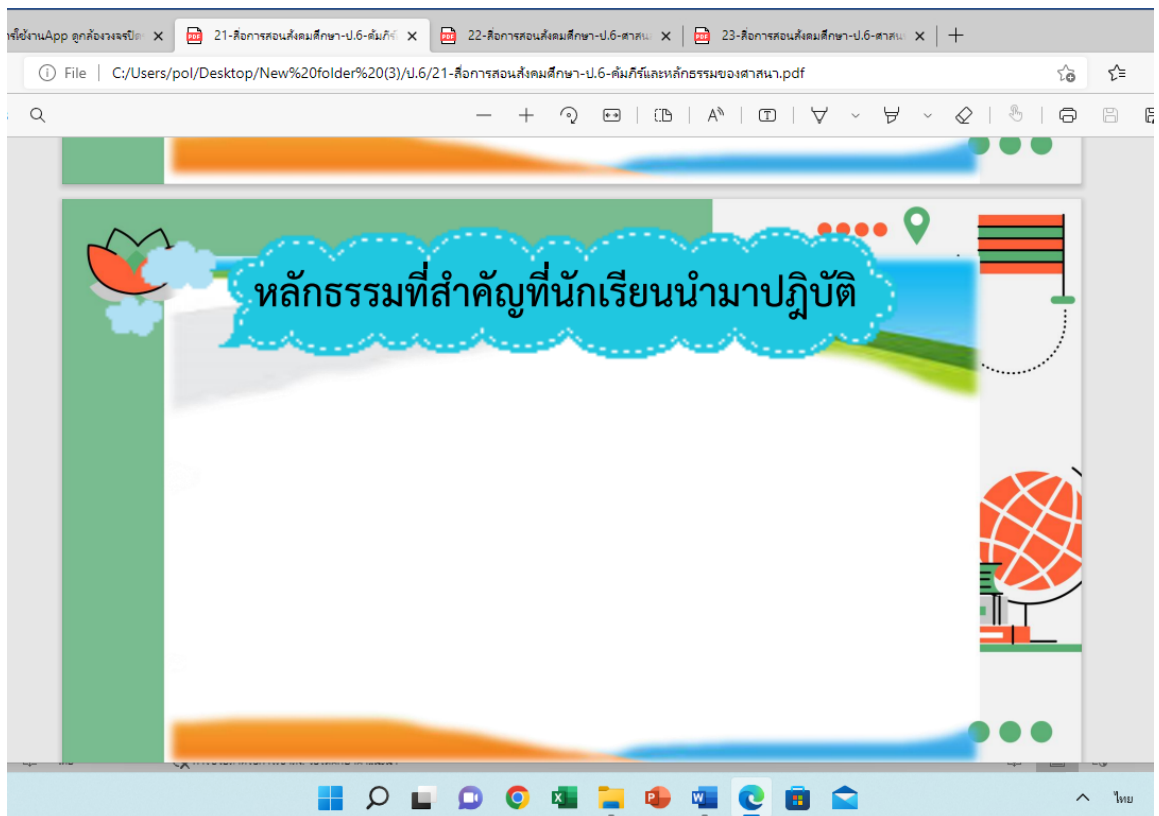 21-สื่อการสอนสังคมศึกษา-ป.6-คัมภีร์
22-สื่อการสอนสังคมศึกษา-ป.6-ศาสน
23-สื่อการสอนสังคมศึกษา-ป.6-ศาสน
File
C:/Users/pol/Desktop/New%20folder%20(3)/ป.6/21-สื่อการสอนสังคมศึกษา-ป.6-คัมภีร์และหลักธรรมของศาสนา.pdf
หลักธรรมที่สำคัญที่นักเรียนนำมาปฎิบัติ
ไทย